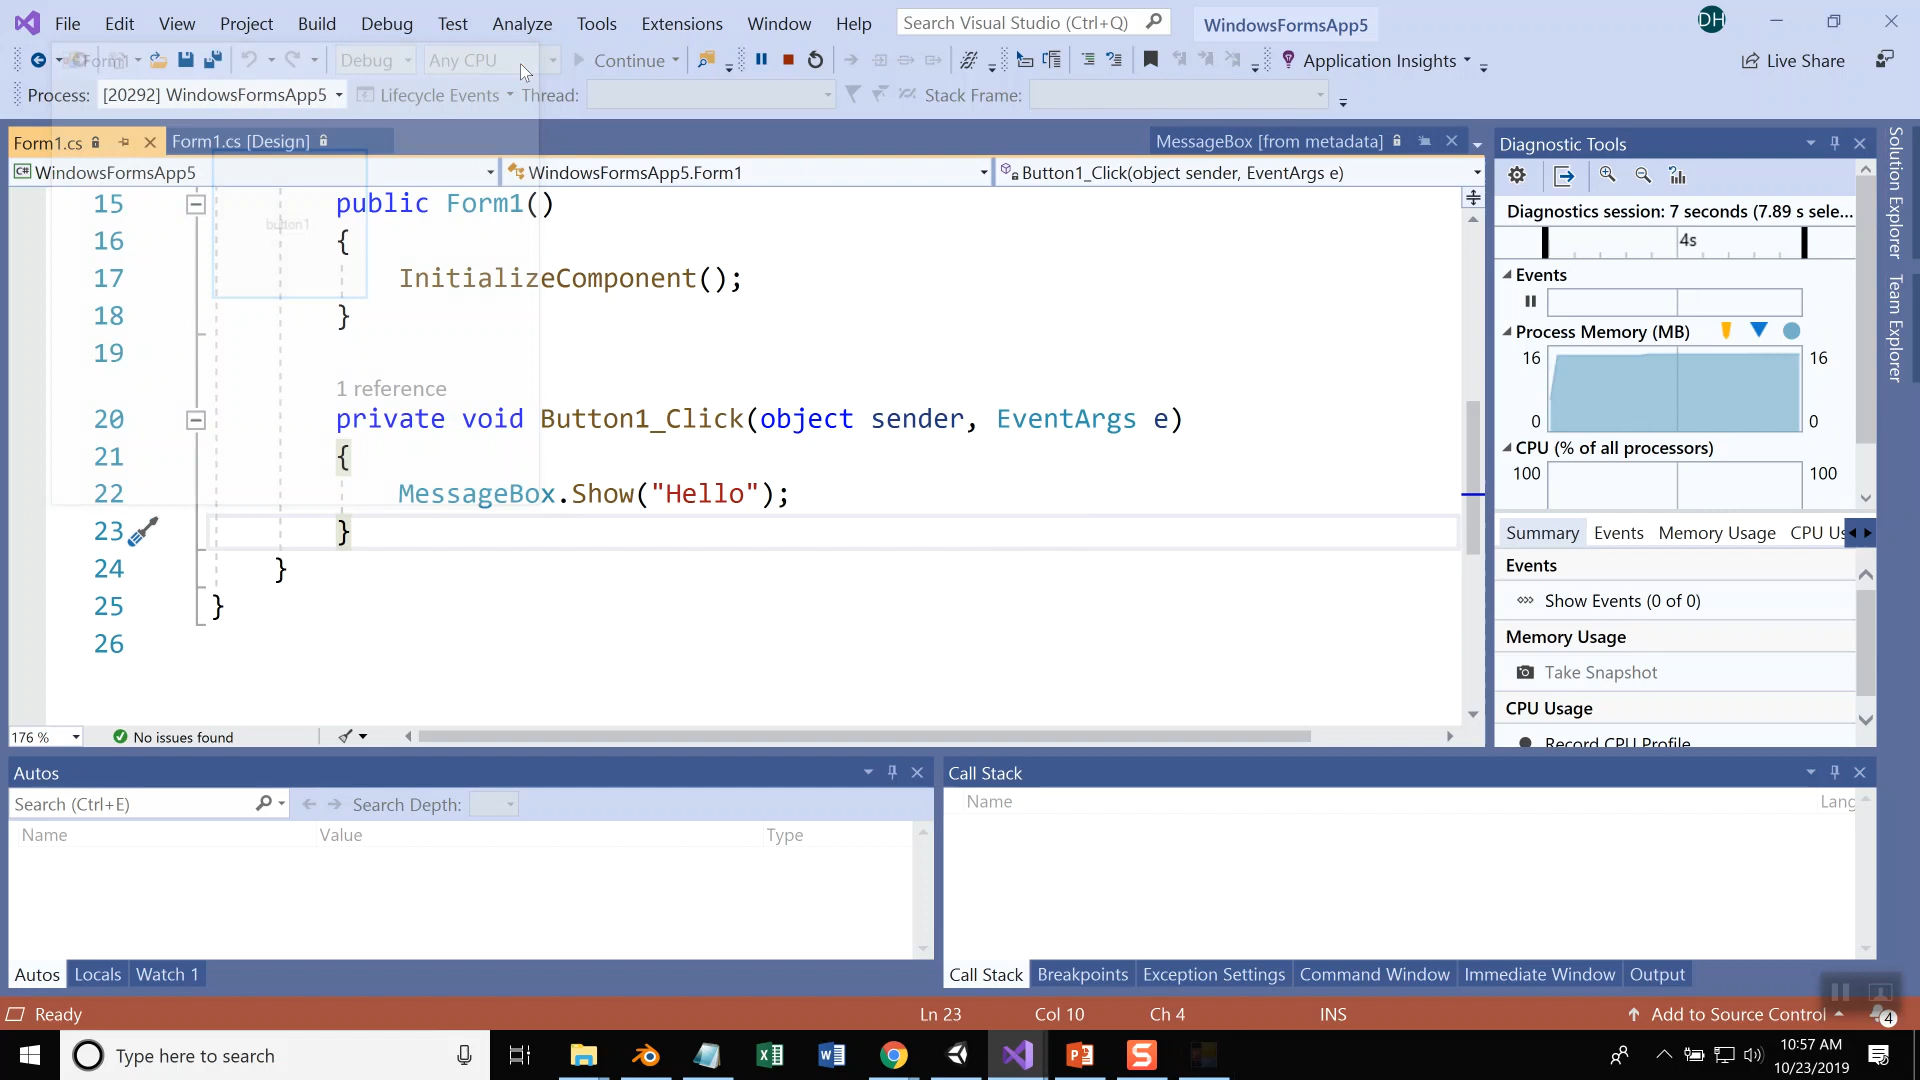 File Edit View Project Build Debug Test Analyze Tools Extensions Window Help Search Visual Studio (Ctrl+Q) WindowsFormsApp5 DH
Form1 Debug Any CPU Continue Application Insights Live Share
Process: [20292] WindowsFormsApp5 Lifecycle Events Thread: Stack Frame:
Form1.cs Form1.cs [Design] MessageBox [from metadata]
WindowsFormsApp5 WindowsFormsApp5.Form1 Button1_Click(object sender, EventArgs e)
15 public Form1()
button1
16 {
17 InitializeComponent();
18 }
19
1 reference
20 private void Button1_Click(object sender, EventArgs e)
21 {
22 MessageBox.Show("Hello");
23 }
24 }
25 }
26
176 % No issues found
Diagnostic Tools
Diagnostics session: 7 seconds (7.89 s sele...
4s
Events
Process Memory (MB)
16 16
0 0
CPU (% of all processors)
100 100
Summary Events Memory Usage CPU Us
Events
Show Events (0 of 0)
Memory Usage
Take Snapshot
CPU Usage
Record CPU Profile
Solution Explorer
Team Explorer
Autos
Search (Ctrl+E) Search Depth:
Name Value Type
Autos Locals Watch 1
Call Stack
Name Lang
Call Stack Breakpoints Exception Settings Command Window Immediate Window Output
Ready Ln 23 Col 10 Ch 4 INS Add to Source Control 4
Type here to search
10:57 AM
10/23/2019